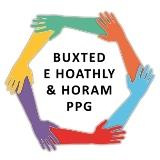 BUXTED
E HOATHLY
& HORAM
PPG